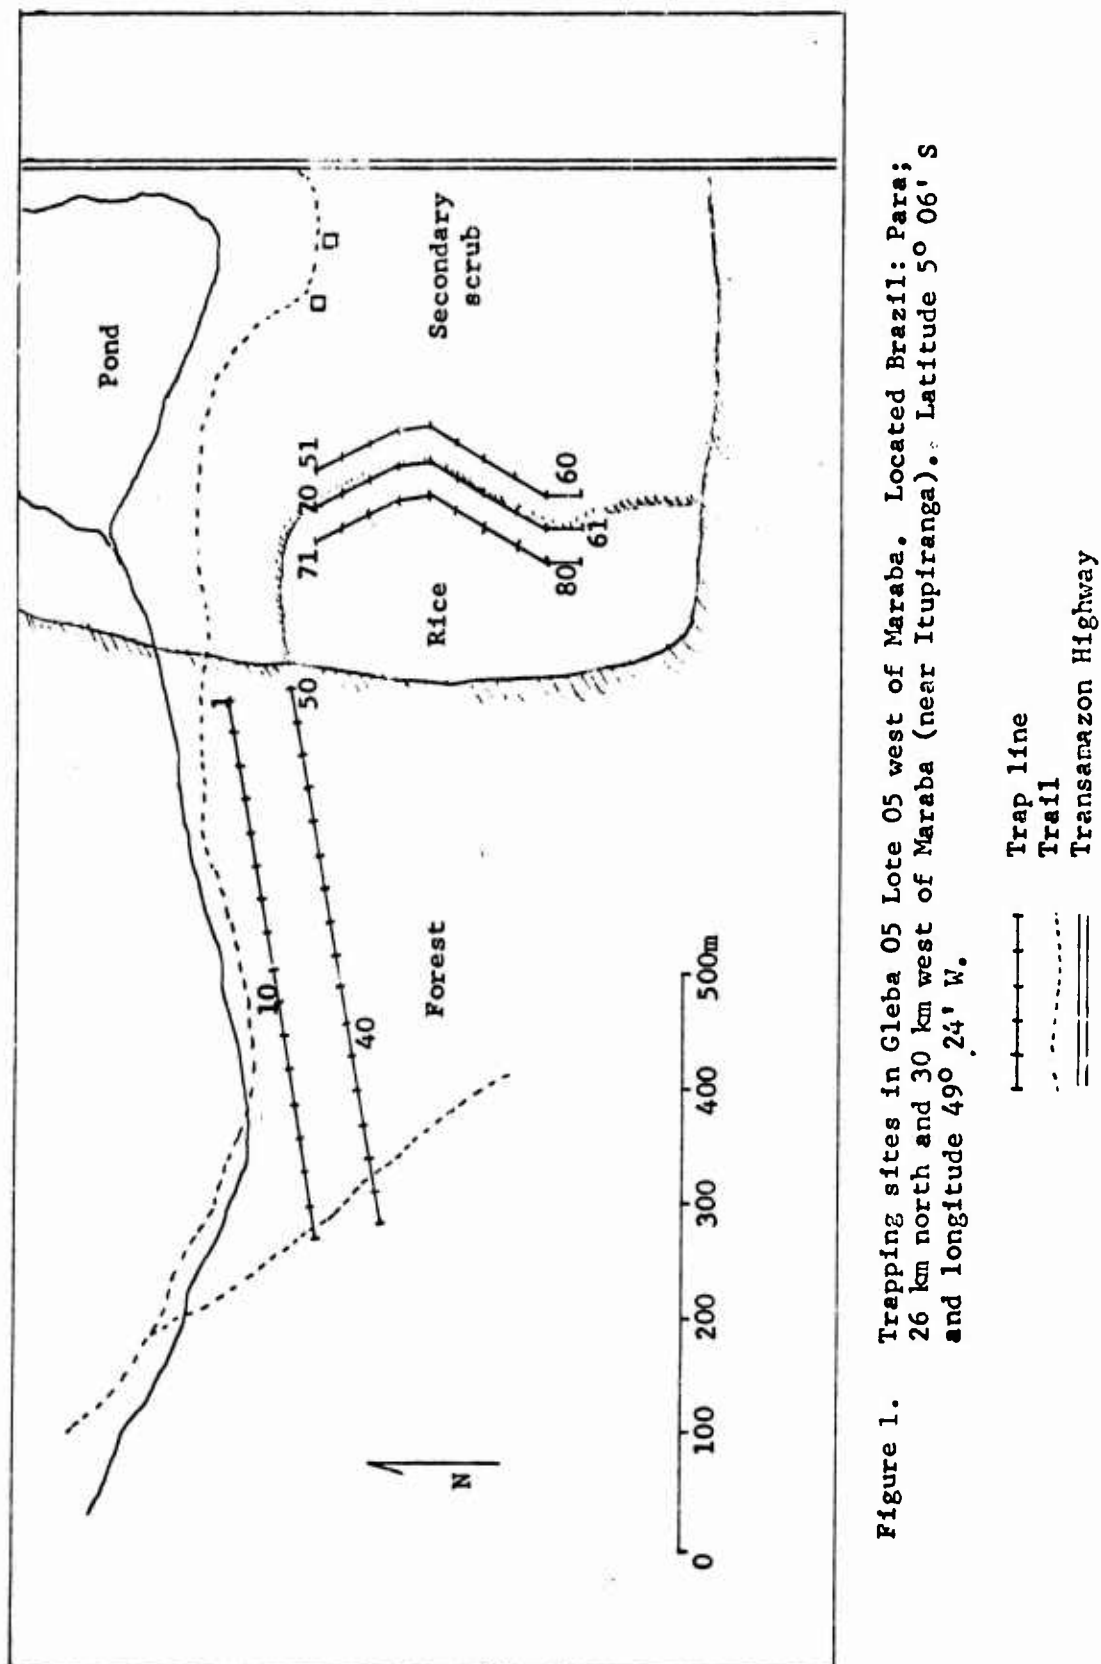 Pond
Secondary
scrub
71 70 51
Rice
80 61 60
1
50
10
40
Forest
N
0 100 200 300 400 500m
Figure 1. Trapping sites in Gleba 05 Lote 05 west of Maraba. Located Brazil: Para;
26 km north and 30 km west of Maraba (near Itupiranga). Latitude 5° 06' S
and longitude 49° 24' W.
Trap line
Trail
Transamazon Highway